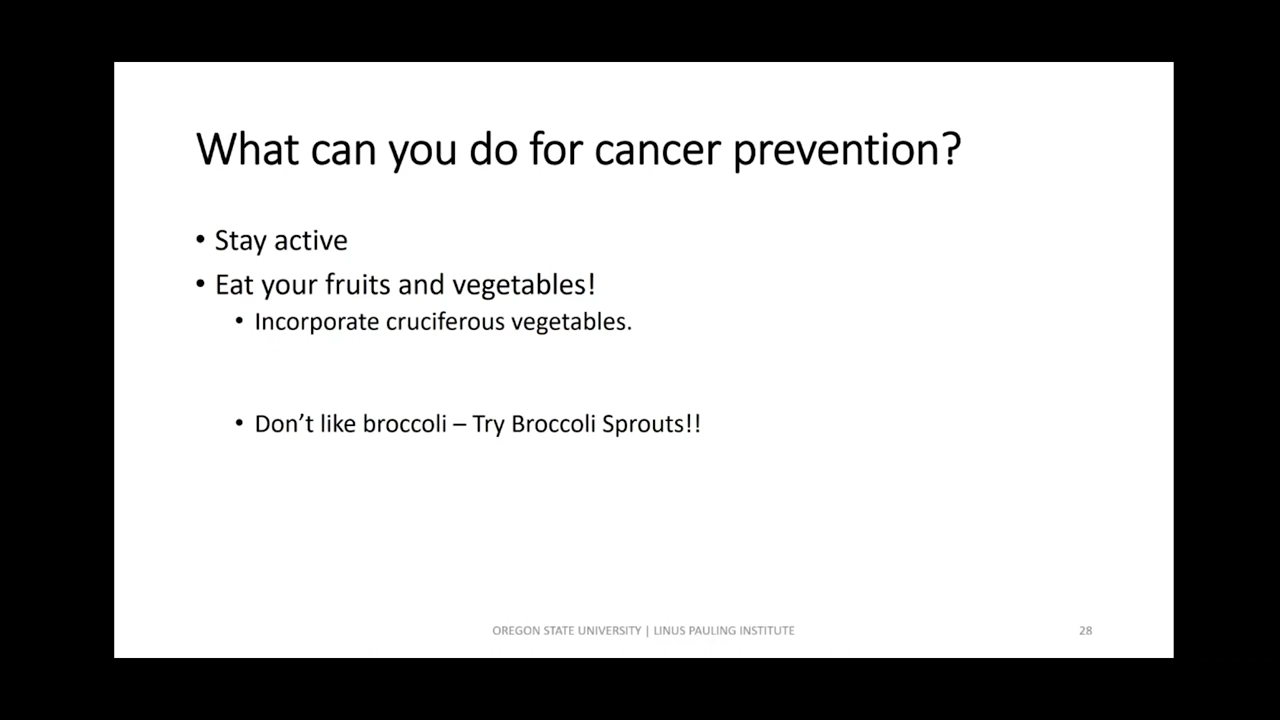 What can you do for cancer prevention?
• Stay active
• Eat your fruits and vegetables!
• Incorporate cruciferous vegetables.
• Don’t like broccoli – Try Broccoli Sprouts!!
OREGON STATE UNIVERSITY | LINUS PAULING INSTITUTE
28